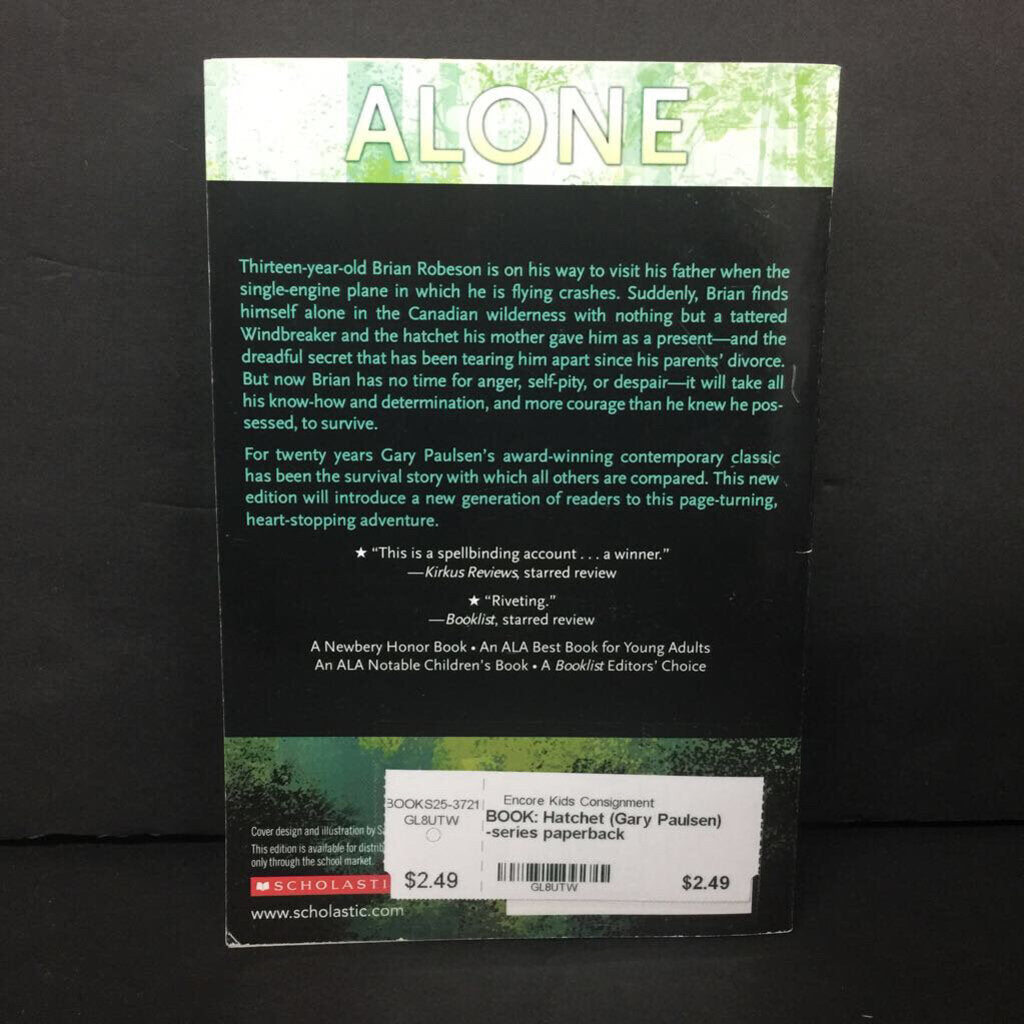 ALONE
Thirteen-year-old Brian Robeson is on his way to visit his father when the
single-engine plane in which he is flying crashes. Suddenly, Brian finds
himself alone in the Canadian wilderness with nothing but a tattered
Windbreaker and the hatchet his mother gave him as a present—and the
dreadful secret that has been tearing him apart since his parents' divorce.
But now Brian has no time for anger, self-pity, or despair—it will take all
his know-how and determination, and more courage than he knew he pos-
sessed, to survive.
For twenty years Gary Paulsen's award-winning contemporary classic
has been the survival story with which all others are compared. This new
edition will introduce a new generation of readers to this page-turning,
heart-stopping adventure.
★ "This is a spellbinding account . . . a winner."
—Kirkus Reviews, starred review
★ "Riveting."
—Booklist, starred review
A Newbery Honor Book • An ALA Best Book for Young Adults
An ALA Notable Children's Book • A Booklist Editors' Choice
Cover design and illustration by
This edition is available for distrib
only through the school market.
SCHOLASTI
www.scholastic.com
BOOKS25-3721
GL8UTW
$2.49
Encore Kids Consignment
BOOK: Hatchet (Gary Paulsen)
-series paperback
GL8UTW
$2.49